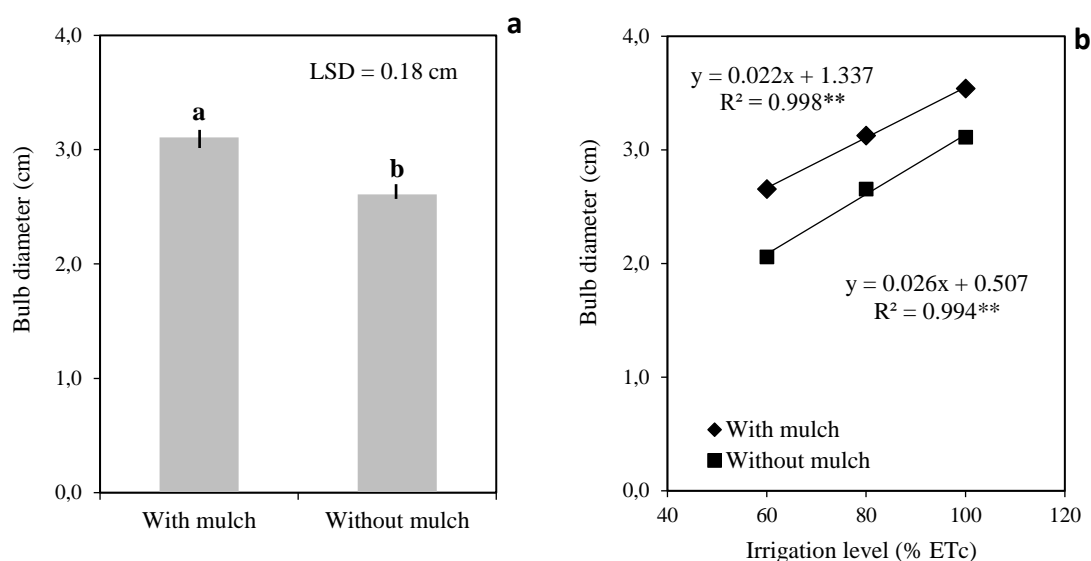 a
LSD = 0.18 cm
Bulb diameter (cm)
4,0
3,0
2,0
1,0
0,0
a
b
With mulch
Without mulch
b
y = 0.022x + 1.337
R² = 0.998**
y = 0.026x + 0.507
R² = 0.994**
Bulb diameter (cm)
4,0
3,0
2,0
1,0
0,0
With mulch
Without mulch
40
60
80
100
120
Irrigation level (% ETc)